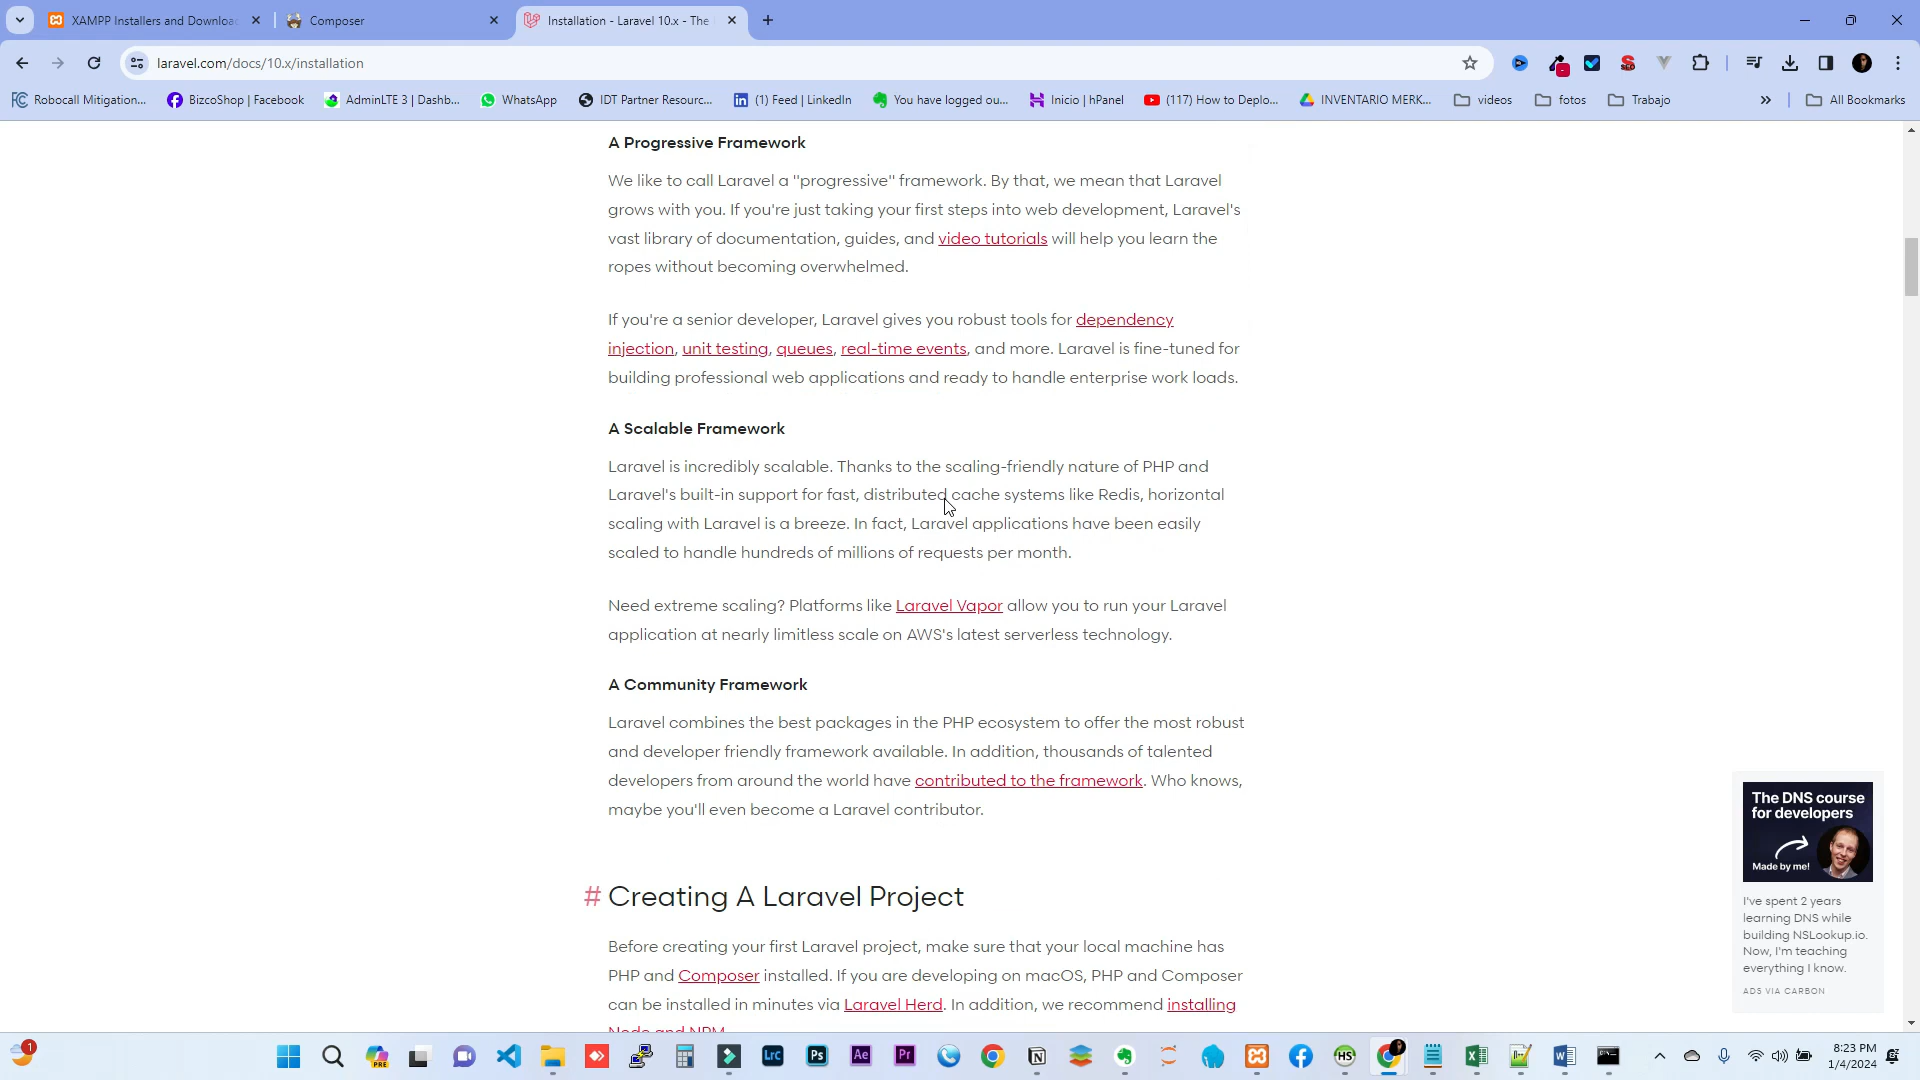 XAMPP Installers and Downloa
Composer
Installation - Laravel 10.x - The
laravel.com/docs/10.x/installation
Robocall Mitigation...
BizcoShop | Facebook
AdminLTE 3 | Dashb...
WhatsApp
IDT Partner Resourc...
(1) Feed | LinkedIn
You have logged ou...
Inicio | hPanel
(117) How to Deplo...
INVENTARIO MERK...
videos
fotos
Trabajo
All Bookmarks
A Progressive Framework
We like to call Laravel a "progressive" framework. By that, we mean that Laravel
grows with you. If you're just taking your first steps into web development, Laravel's
vast library of documentation, guides, and video tutorials will help you learn the
ropes without becoming overwhelmed.
If you're a senior developer, Laravel gives you robust tools for dependency
injection, unit testing, queues, real-time events, and more. Laravel is fine-tuned for
building professional web applications and ready to handle enterprise work loads.
A Scalable Framework
Laravel is incredibly scalable. Thanks to the scaling-friendly nature of PHP and
Laravel's built-in support for fast, distributed cache systems like Redis, horizontal
scaling with Laravel is a breeze. In fact, Laravel applications have been easily
scaled to handle hundreds of millions of requests per month.
Need extreme scaling? Platforms like Laravel Vapor allow you to run your Laravel
application at nearly limitless scale on AWS's latest serverless technology.
A Community Framework
Laravel combines the best packages in the PHP ecosystem to offer the most robust
and developer friendly framework available. In addition, thousands of talented
developers from around the world have contributed to the framework. Who knows,
maybe you'll even become a Laravel contributor.
# Creating A Laravel Project
Before creating your first Laravel project, make sure that your local machine has
PHP and Composer installed. If you are developing on macOS, PHP and Composer
can be installed in minutes via Laravel Herd. In addition, we recommend installing
Node and NPM.
The DNS course
for developers
Made by me!
I've spent 2 years
learning DNS while
building NSLookup.io.
Now, I'm teaching
everything I know.
ADS VIA CARBON
1
PRE
Lrc
Ps
Ae
Pr
HS
8:23 PM
1/4/2024